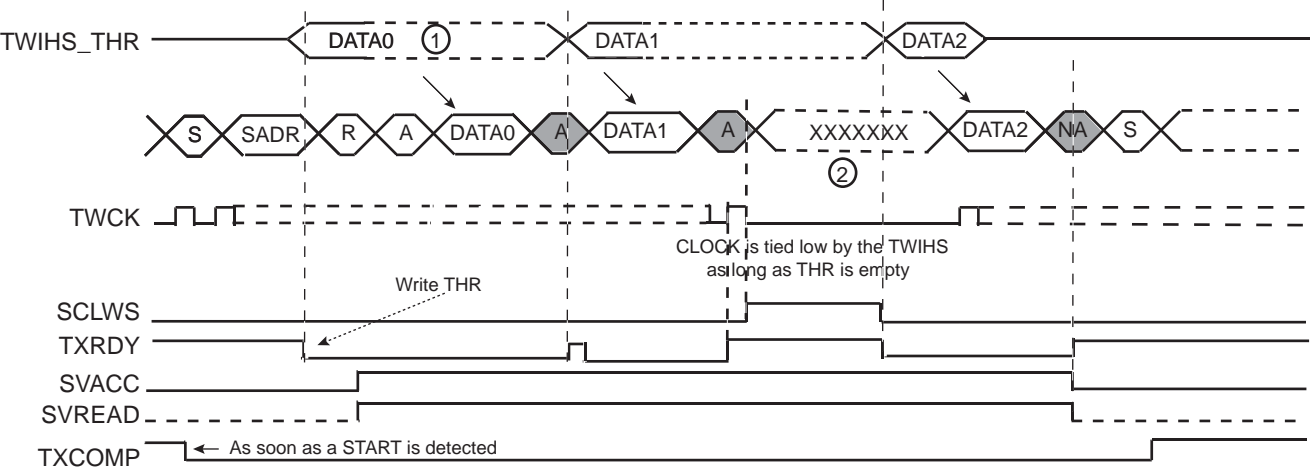 TWIHS_THR DATA0 1 DATA1 DATA2
S SADR R A DATA0 A DATA1 A XXXXXXX DATA2 NA S
2
TWCK
CLOCK is tied low by the TWIHS
as long as THR is empty
Write THR
SCLWS
TXRDY
SVACC
SVREAD
As soon as a START is detected
TXCOMP